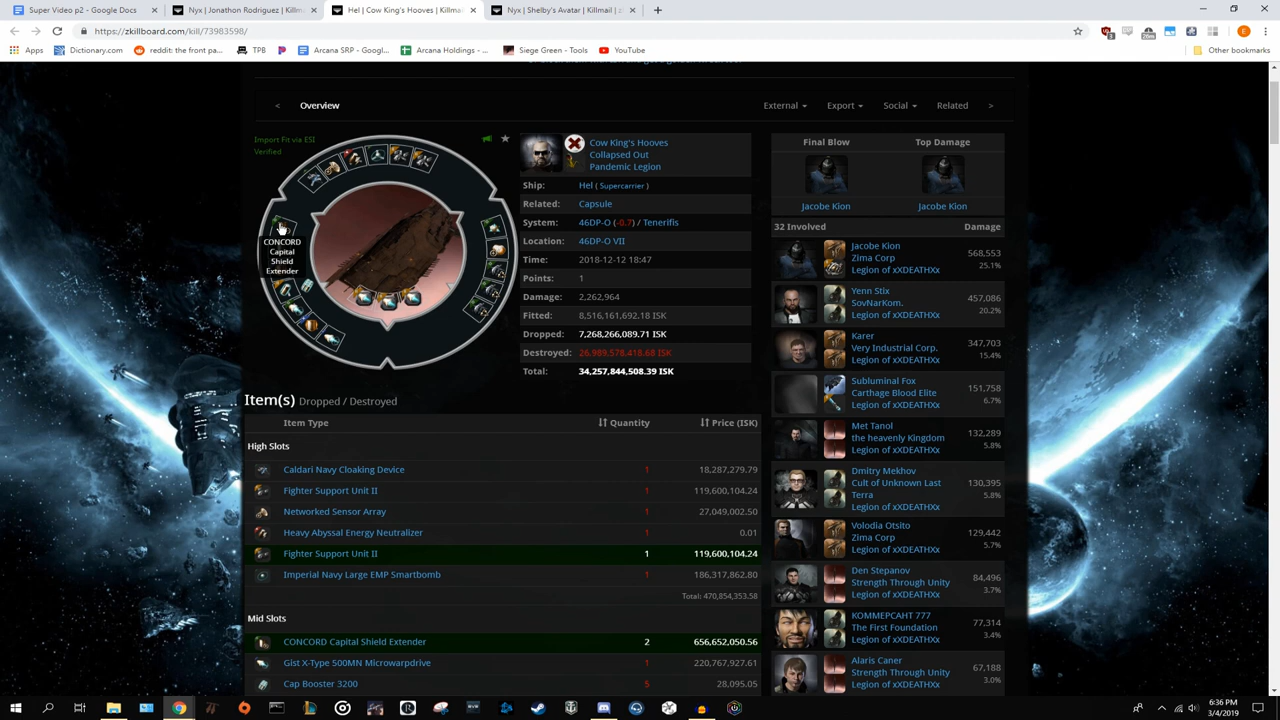 Super Video p2 - Google Docs
Nyx | Jonathon Rodriguez | Killm
Hel | Cow King's Hooves | Killmail
Nyx | Shelby's Avatar | Killmail | z
https://zkillboard.com/kill/73983598/
Apps
Dictionary.com
reddit: the front pa...
TPB
Arcana SRP - Googl...
Arcana Holdings - ...
Siege Green - Tools
YouTube
Other bookmarks
<
Overview
External
Export
Social
Related
>
Import Fit via ESI
Verified
CONCORD
Capital
Shield
Extender
Cow King's Hooves
Collapsed Out
Pandemic Legion
Ship: Hel ( Supercarrier )
Related: Capsule
System: 46DP-O (-0.7) / Tenerifis
Location: 46DP-O VII
Time: 2018-12-12 18:47
Points: 1
Damage: 2,262,964
Fitted: 8,516,161,692.18 ISK
Dropped: 7,268,266,089.71 ISK
Destroyed: 26,989,578,418.68 ISK
Total: 34,257,844,508.39 ISK
Final Blow
Top Damage
Jacobe Kion
Jacobe Kion
32 Involved Damage
Jacobe Kion
Zima Corp
Legion of xXDEATHXx
568,553
25.1%
Yenn Stix
SovNarKom.
Legion of xXDEATHXx
457,086
20.2%
Karer
Very Industrial Corp.
Legion of xXDEATHXx
347,703
15.4%
Subluminal Fox
Carthage Blood Elite
Legion of xXDEATHXx
151,758
6.7%
Met Tanol
the heavenly Kingdom
Legion of xXDEATHXx
132,289
5.8%
Dmitry Mekhov
Cult of Unknown Last
Terra
Legion of xXDEATHXx
130,395
5.8%
Volodia Otsito
Zima Corp
Legion of xXDEATHXx
129,442
5.7%
Den Stepanov
Strength Through Unity
Legion of xXDEATHXx
84,496
3.7%
КОММЕРСАНТ 777
The First Foundation
Legion of xXDEATHXx
77,314
3.4%
Alaris Caner
Strength Through Unity
Legion of xXDEATHXx
67,188
3.0%
Item(s) Dropped / Destroyed
Item Type Quantity Price (ISK)
High Slots
Caldari Navy Cloaking Device 1 18,287,279.79
Fighter Support Unit II 1 119,600,104.24
Networked Sensor Array 1 27,049,002.50
Heavy Abyssal Energy Neutralizer 1 0.01
Fighter Support Unit II 1 119,600,104.24
Imperial Navy Large EMP Smartbomb 1 186,317,862.80
Total: 470,854,353.58
Mid Slots
CONCORD Capital Shield Extender 2 656,652,050.56
Gist X-Type 500MN Microwarpdrive 1 220,767,927.61
Cap Booster 3200 5 28,095.05
6:36 PM
3/4/2019